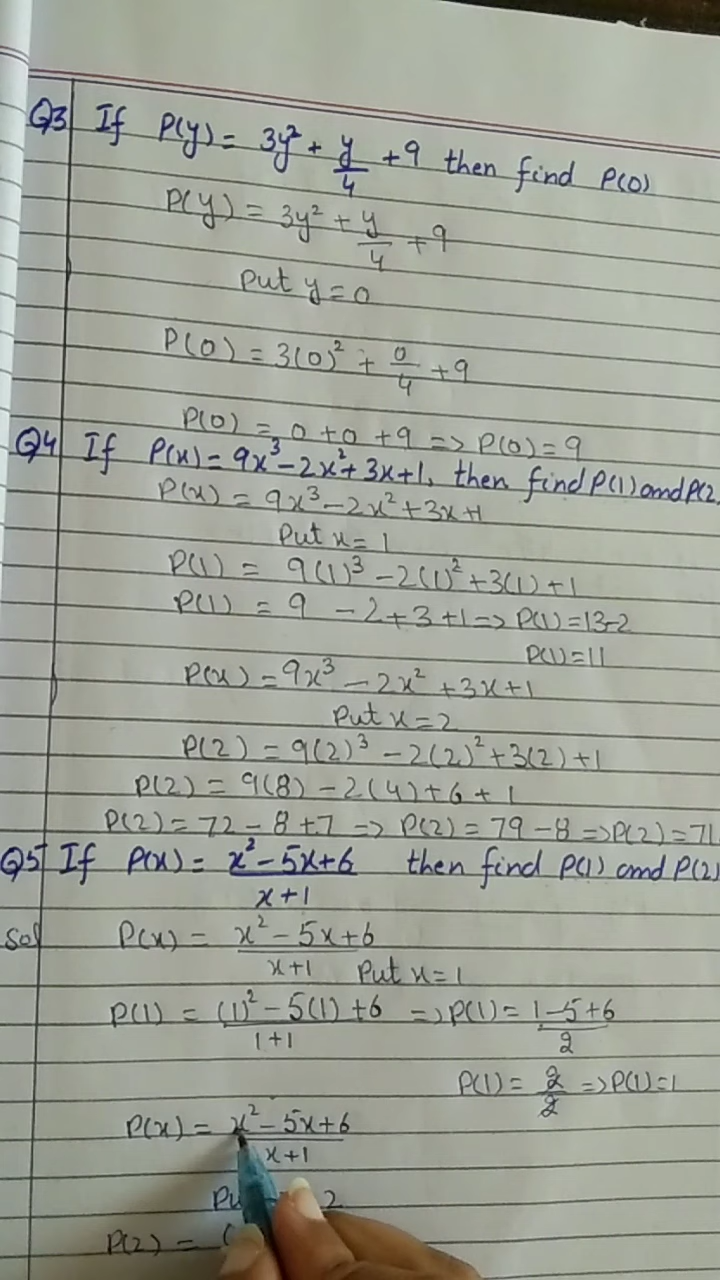 Q3 If P(y) = 3y² + y/4 + 9 then find P(0)
P(y) = 3y² + y/4 + 9
Put y = 0
P(0) = 3(0)² + 0/4 + 9
P(0) = 0 + 0 + 9 => P(0) = 9
Q4 If P(x) = 9x³ - 2x² + 3x + 1, then find P(1) and P(2
P(x) = 9x³ - 2x² + 3x + 1
Put x = 1
P(1) = 9(1)³ - 2(1)² + 3(1) + 1
P(1) = 9 - 2 + 3 + 1 => P(1) = 13-2
P(1) = 11
P(x) = 9x³ - 2x² + 3x + 1
Put x = 2
P(2) = 9(2)³ - 2(2)² + 3(2) + 1
P(2) = 9(8) - 2(4) + 6 + 1
P(2) = 72 - 8 + 7 => P(2) = 79 - 8 => P(2) = 71
Q5 If P(x) = x² - 5x + 6 / x + 1 then find P(1) and P(2)
Sol P(x) = x² - 5x + 6 / x + 1 Put x = 1
P(1) = (1)² - 5(1) + 6 / 1 + 1 => P(1) = 1 - 5 + 6 / 2
P(1) = 2/2 => P(1) = 1
P(x) = x² - 5x + 6 / x + 1
2
P(2) = (